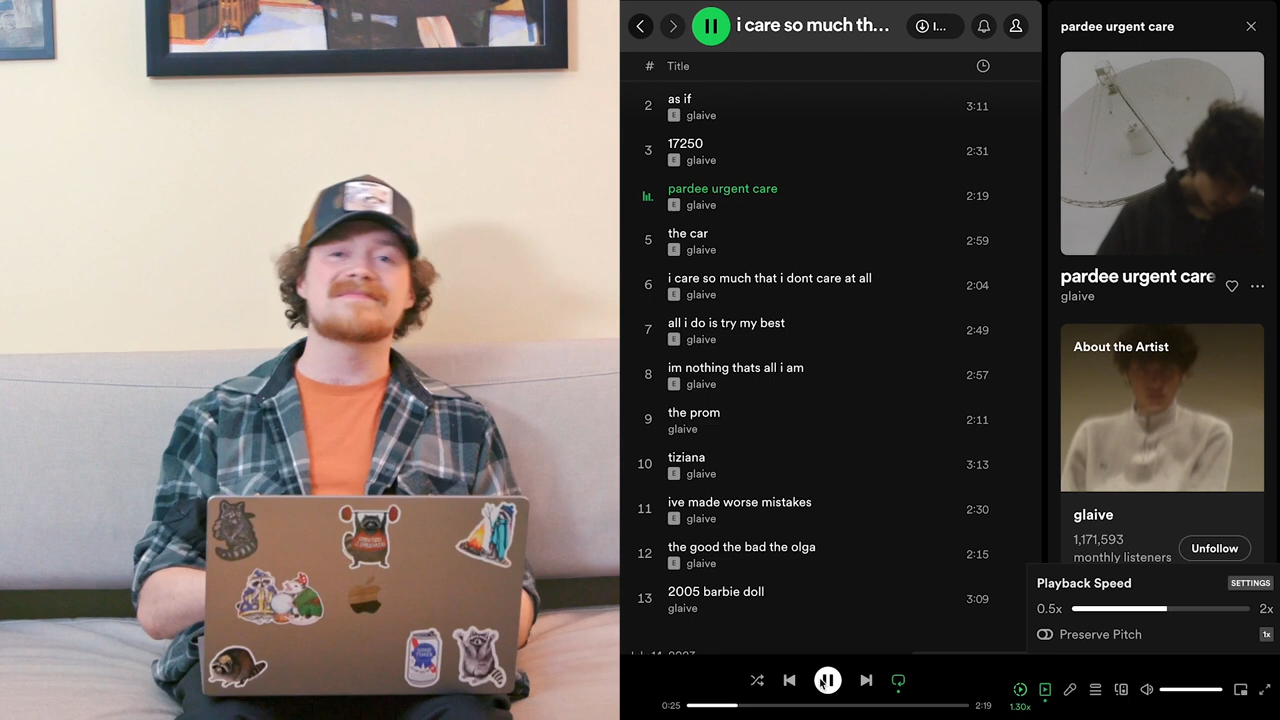 i care so much th...
I...
pardee urgent care
# Title
2 as if 3:11
E glaive
3 17250 2:31
E glaive
pardee urgent care 2:19
E glaive
5 the car 2:59
E glaive
6 i care so much that i dont care at all 2:04
E glaive
7 all i do is try my best 2:49
E glaive
8 im nothing thats all i am 2:57
E glaive
9 the prom 2:11
glaive
10 tiziana 3:13
E glaive
11 ive made worse mistakes 2:30
E glaive
12 the good the bad the olga 2:15
E glaive
13 2005 barbie doll 3:09
glaive
pardee urgent care
glaive
About the Artist
glaive
1,171,593
monthly listeners
Unfollow
Playback Speed SETTINGS
0.5x 2x
Preserve Pitch 1x
0:25 2:19
1.30x